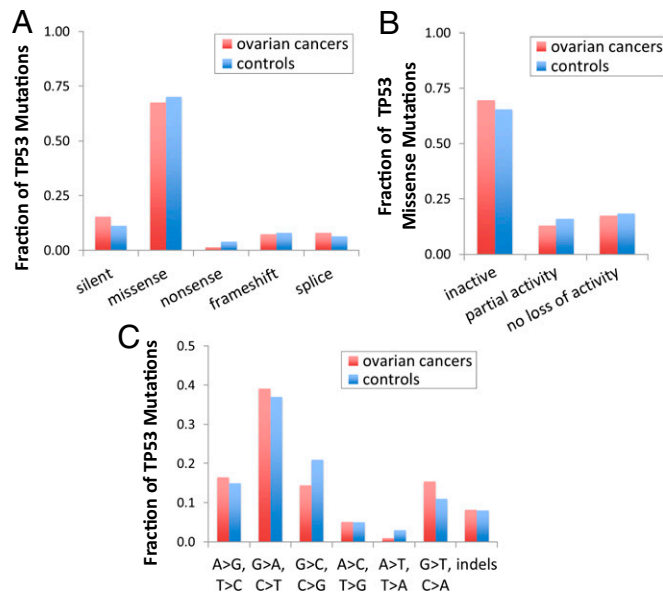 A
Fraction of TP53 Mutations
1.00
0.75
0.50
0.25
0.00
ovarian cancers
controls
silent
missense
nonsense
frameshift
splice
B
Fraction of TP53
Missense Mutations
1.00
0.75
0.50
0.25
0.00
ovarian cancers
controls
inactive
partial activity
no loss of activity
C
Fraction of TP53 Mutations
0.5
0.4
0.3
0.2
0.1
0.0
ovarian cancers
controls
A>G, G>A, G>C, A>C, A>T, G>T, indels
T>C C>T C>G T>G T>A C>A